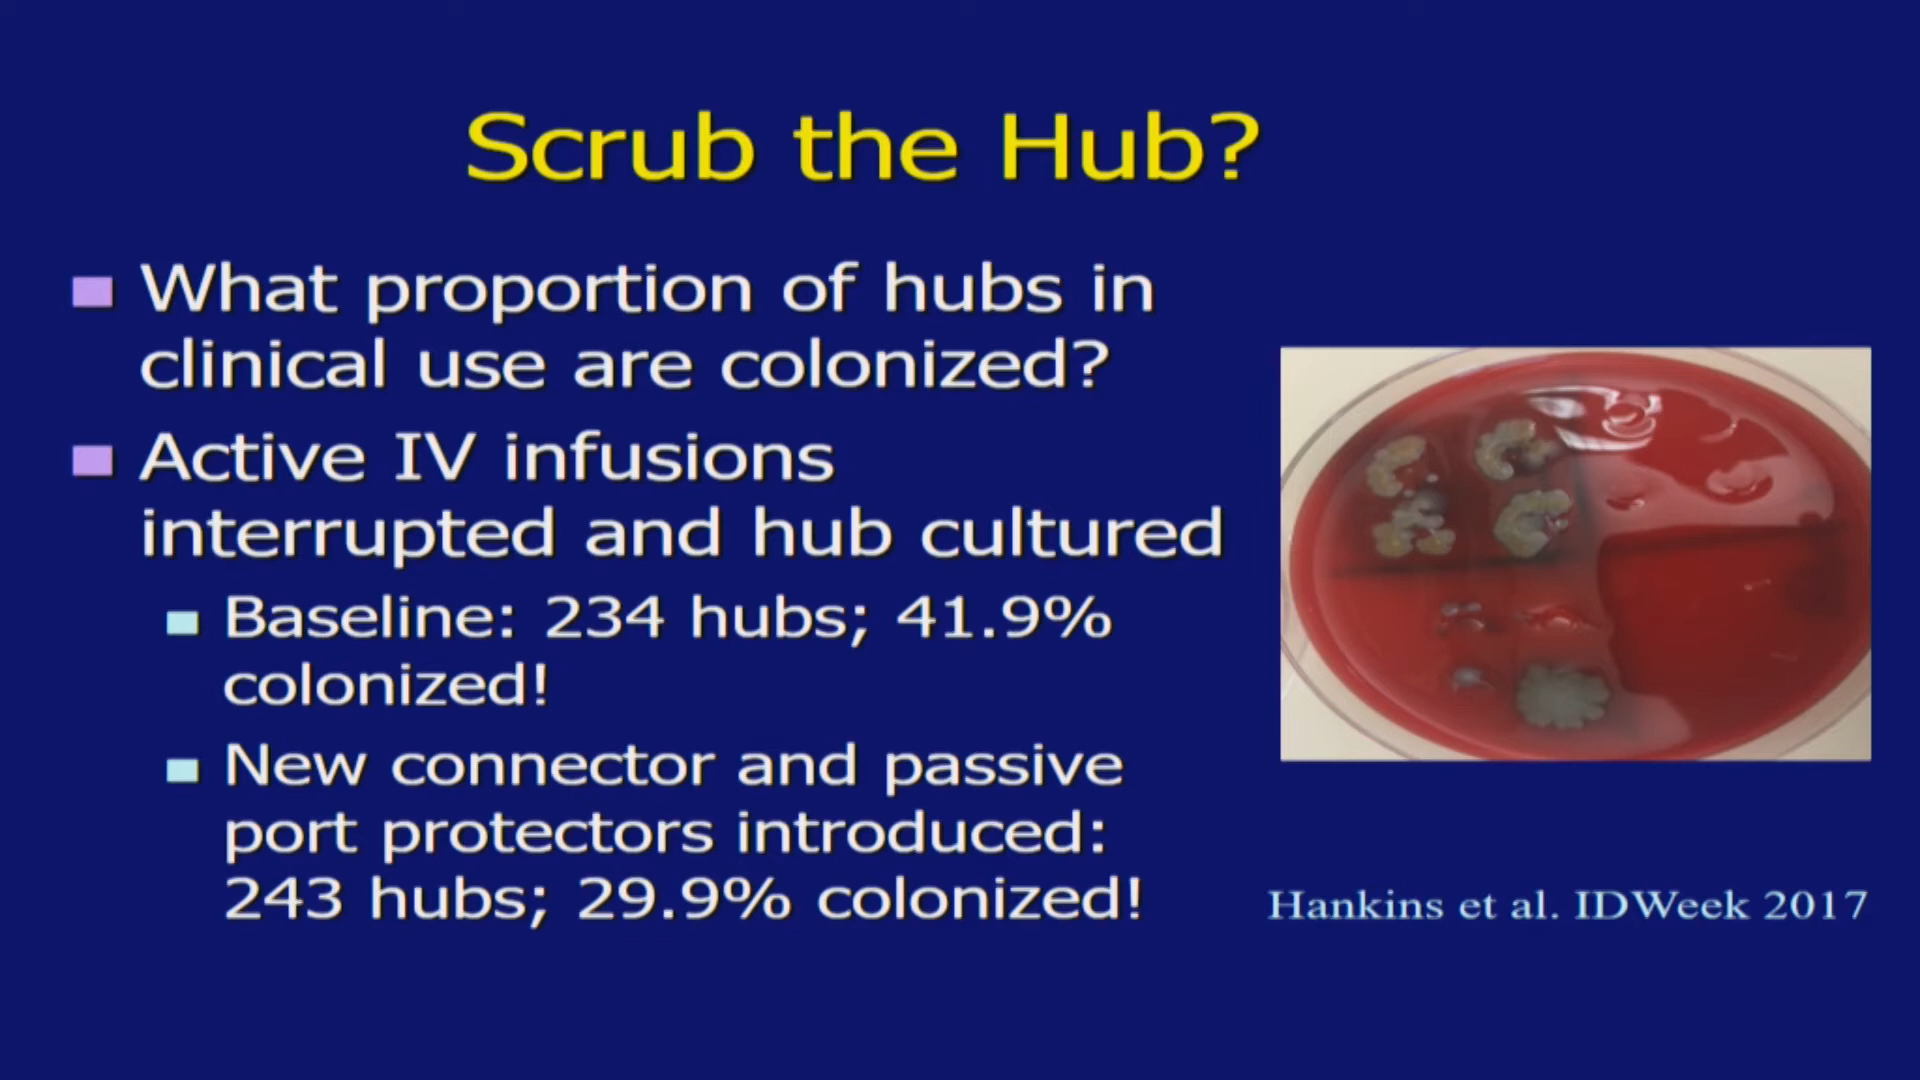 Scrub the Hub?
What proportion of hubs in
clinical use are colonized?
Active IV infusions
interrupted and hub cultured
Baseline: 234 hubs; 41.9%
colonized!
New connector and passive
port protectors introduced:
243 hubs; 29.9% colonized!
Hankins et al. IDWeek 2017